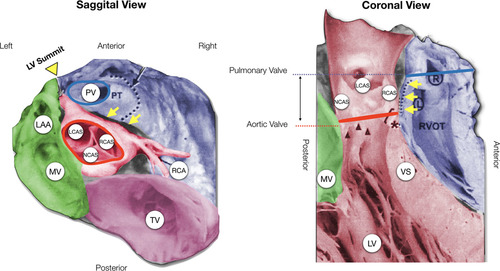 Saggital View
Left
Anterior
Right
LV Summit
PV
PT
LAA
LCAS
RCAS
NCAS
MV
RCA
TV
Posterior
Coronal View
Pulmonary Valve
Aortic Valve
LCAS
RCAS
NCAS
R
L
RVOT
*
Posterior
Anterior
MV
VS
LV